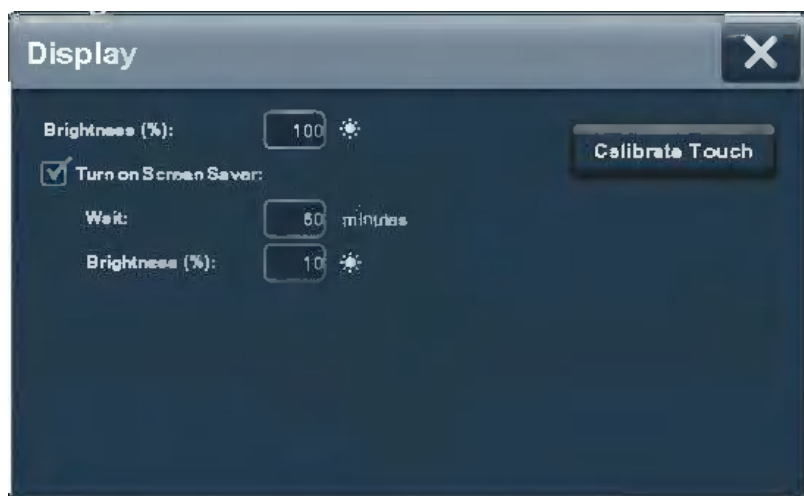 Display
Brightness (%): 100
Calibrate Touch
Turn on Screen Saver:
Wait: 60 minutes
Brightness (%): 10